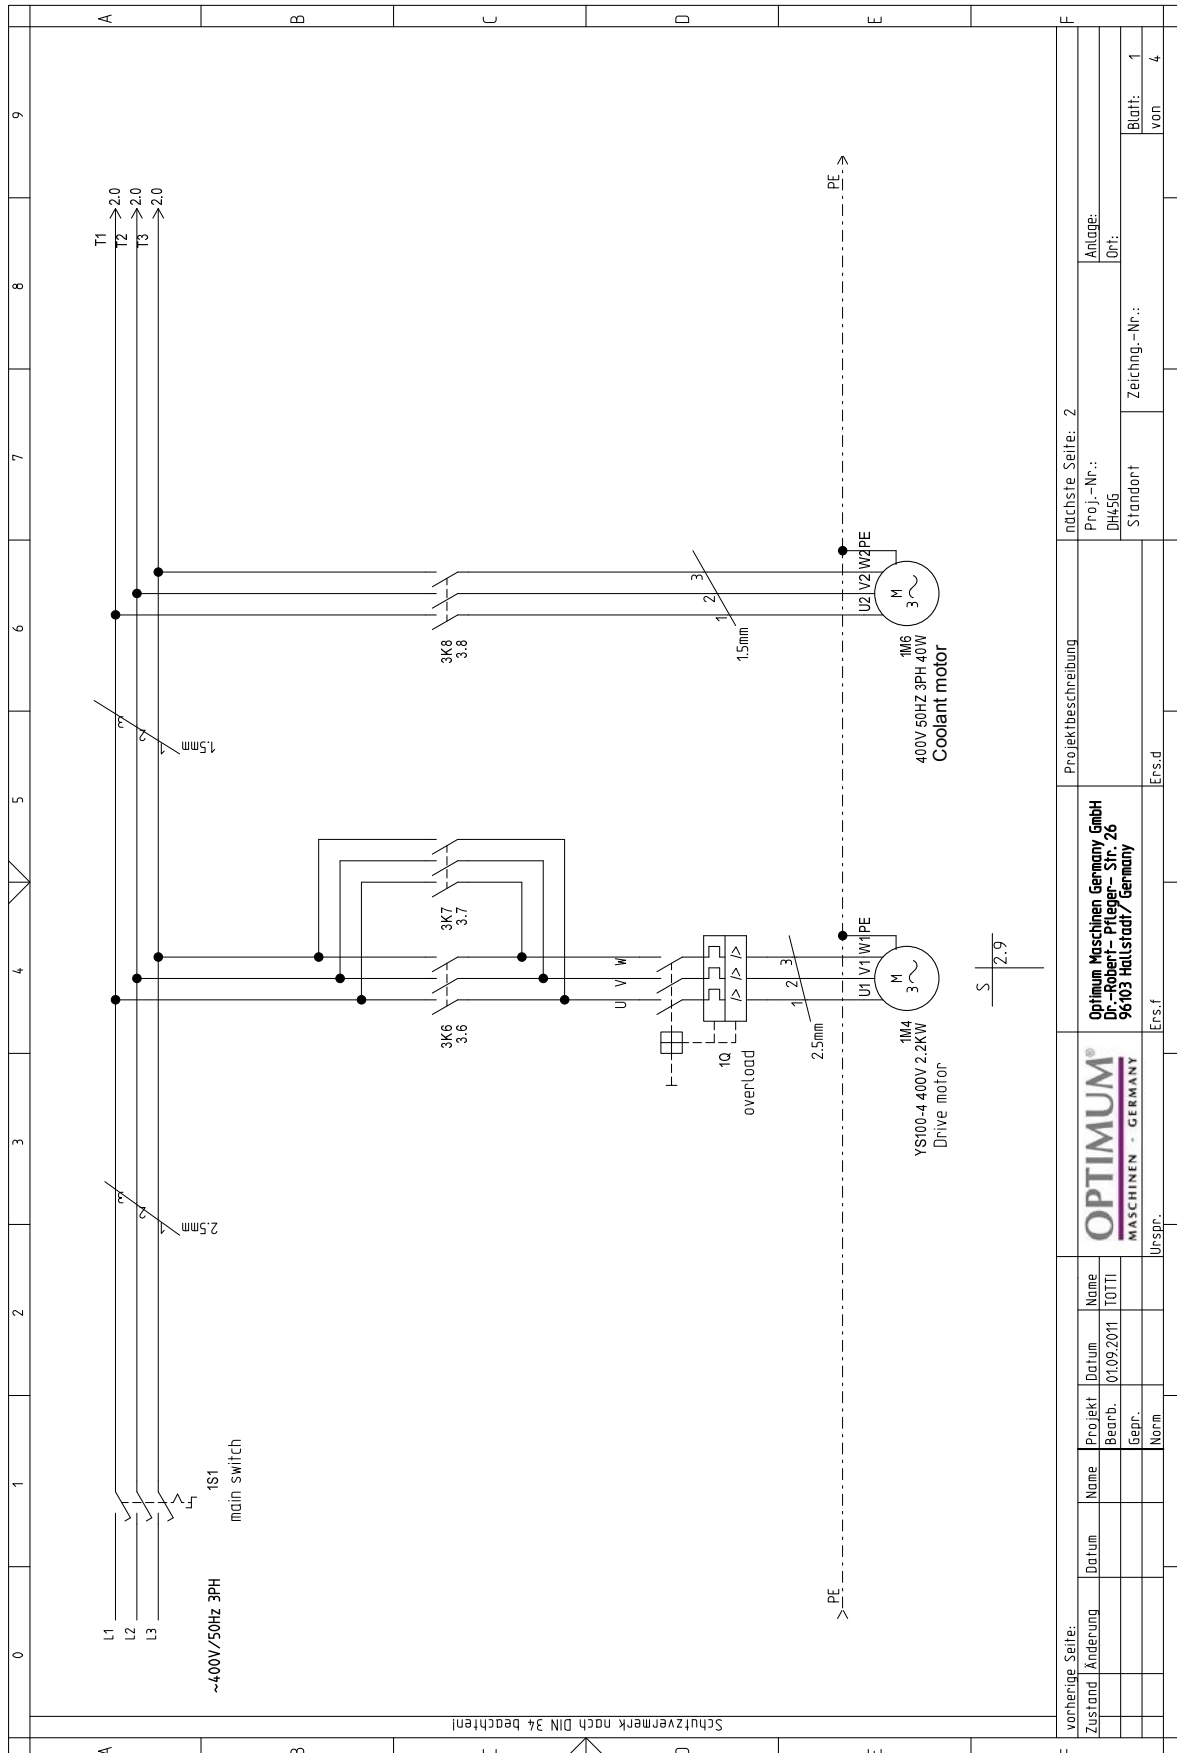 0 1 2 3 4 5 6 7 8 9
A
B
C
D
E
F
L1
L2
L3
~400V/50Hz 3PH
1S1
main switch
3
2
1
2.5mm
3
2
1
1.5mm
T1
T2
T3
2.0
2.0
2.0
3K6
3.6
3K7
3.7
3K8
3.8
U V W
1Q
overload
1 2 3
2.5mm
1 2 3
1.5mm
PE
PE
U1 V1 W1 PE
M
3~
1M4
YS100-4 400V 2.2KW
Drive motor
U2 V2 W2 PE
M
3~
1M6
400V 50HZ 3PH 40W
Coolant motor
S 2.9
Schutzvermerk nach DIN 34 beachten!
vorherige Seite:
Zustand Änderung Datum Name
Projekt Datum Name
Bearb. 01.09.2011 TOTTI
Gepr.
Norm
OPTIMUM®
MASCHINEN - GERMANY
Urspr.
Optimum Maschinen Germany GmbH
Dr.-Robert- Pfleger- Str. 26
96103 Hallstadt/ Germany
Ers.f
Ers.d
Projektbeschreibung
nächste Seite: 2
Proj.-Nr.:
DH45G
Standort
Zeichng.-Nr.:
Anlage:
Ort:
Blatt: 1
von 4
A
B
D
E